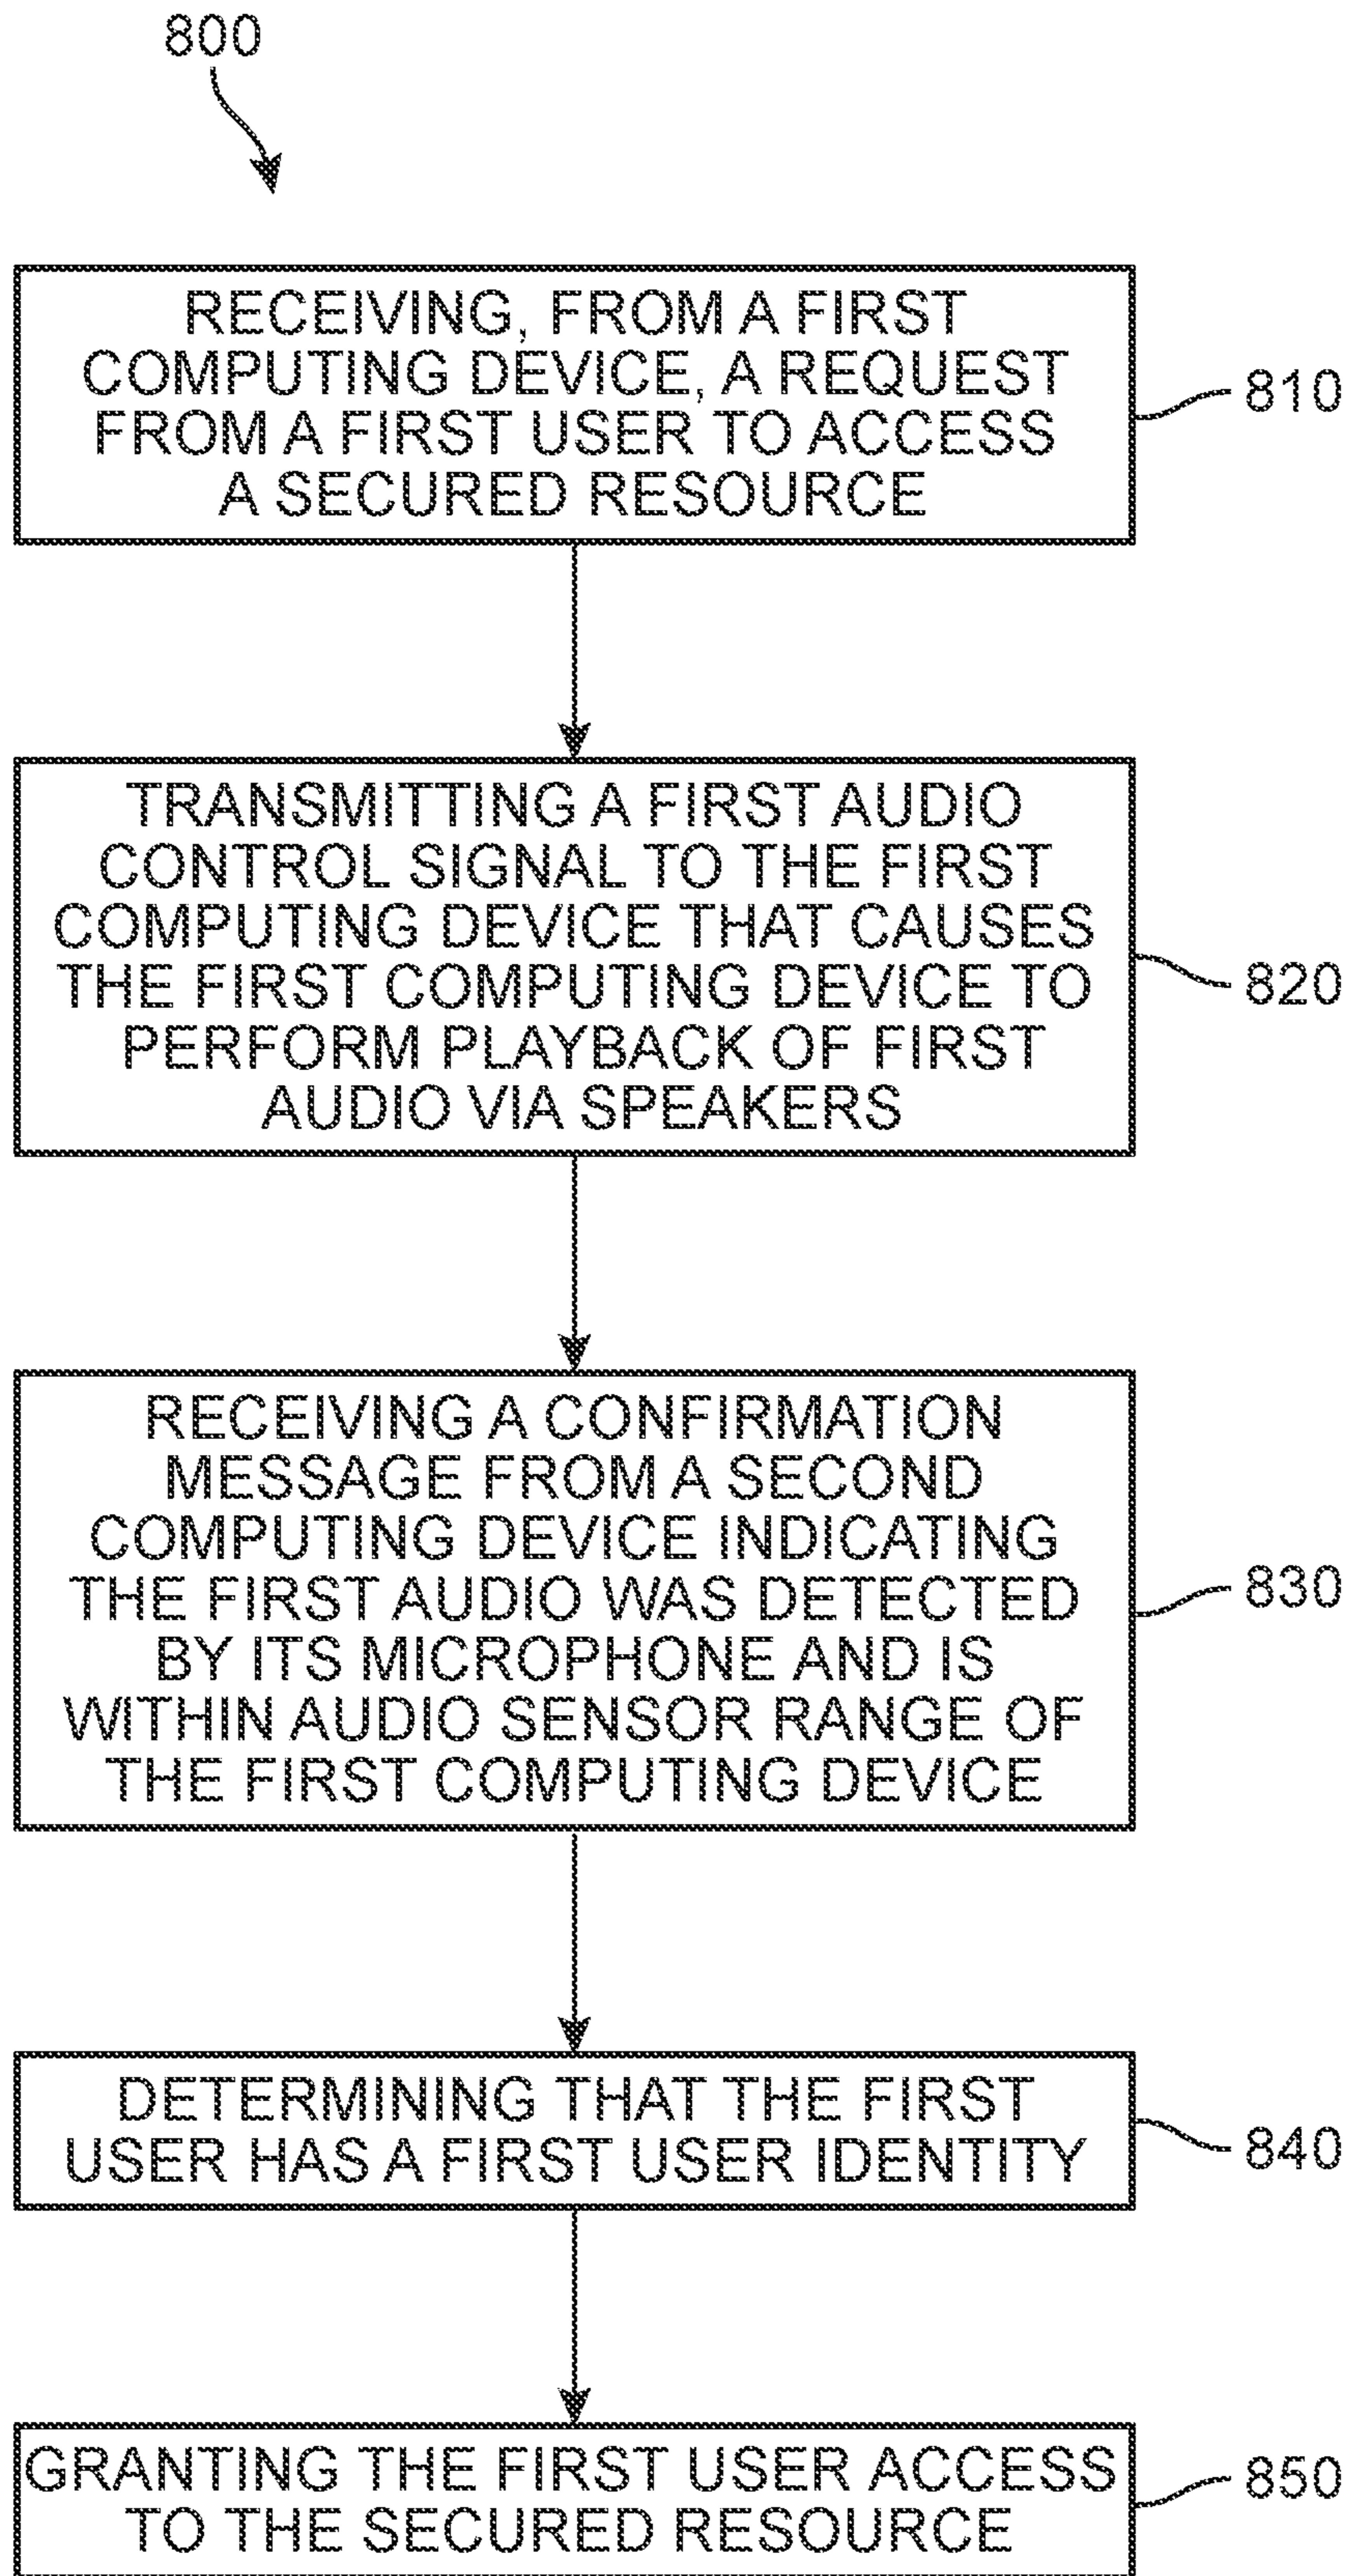 800
RECEIVING, FROM A FIRST
COMPUTING DEVICE, A REQUEST
FROM A FIRST USER TO ACCESS
A SECURED RESOURCE
810
TRANSMITTING A FIRST AUDIO
CONTROL SIGNAL TO THE FIRST
COMPUTING DEVICE THAT CAUSES
THE FIRST COMPUTING DEVICE TO
PERFORM PLAYBACK OF FIRST
AUDIO VIA SPEAKERS
820
RECEIVING A CONFIRMATION
MESSAGE FROM A SECOND
COMPUTING DEVICE INDICATING
THE FIRST AUDIO WAS DETECTED
BY ITS MICROPHONE AND IS
WITHIN AUDIO SENSOR RANGE OF
THE FIRST COMPUTING DEVICE
830
DETERMINING THAT THE FIRST
USER HAS A FIRST USER IDENTITY
840
GRANTING THE FIRST USER ACCESS
TO THE SECURED RESOURCE
850